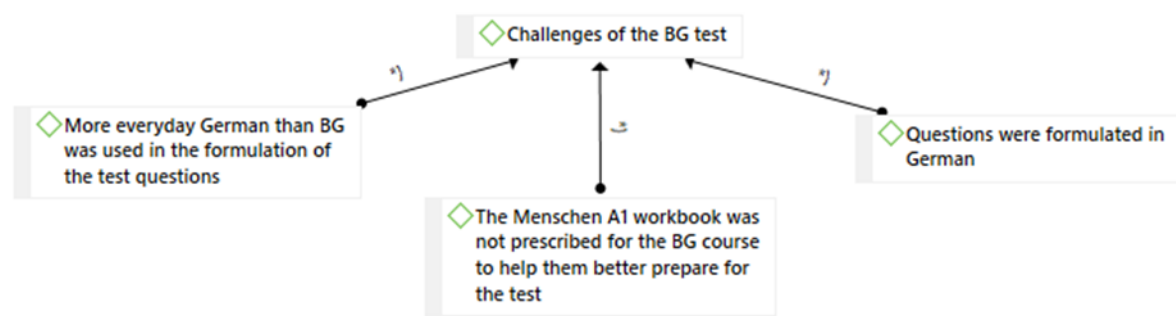 Challenges of the BG test
*)
*)
*)
More everyday German than BG
was used in the formulation of
the test questions
Questions were formulated in
German
The Menschen A1 workbook was
not prescribed for the BG course
to help them better prepare for
the test